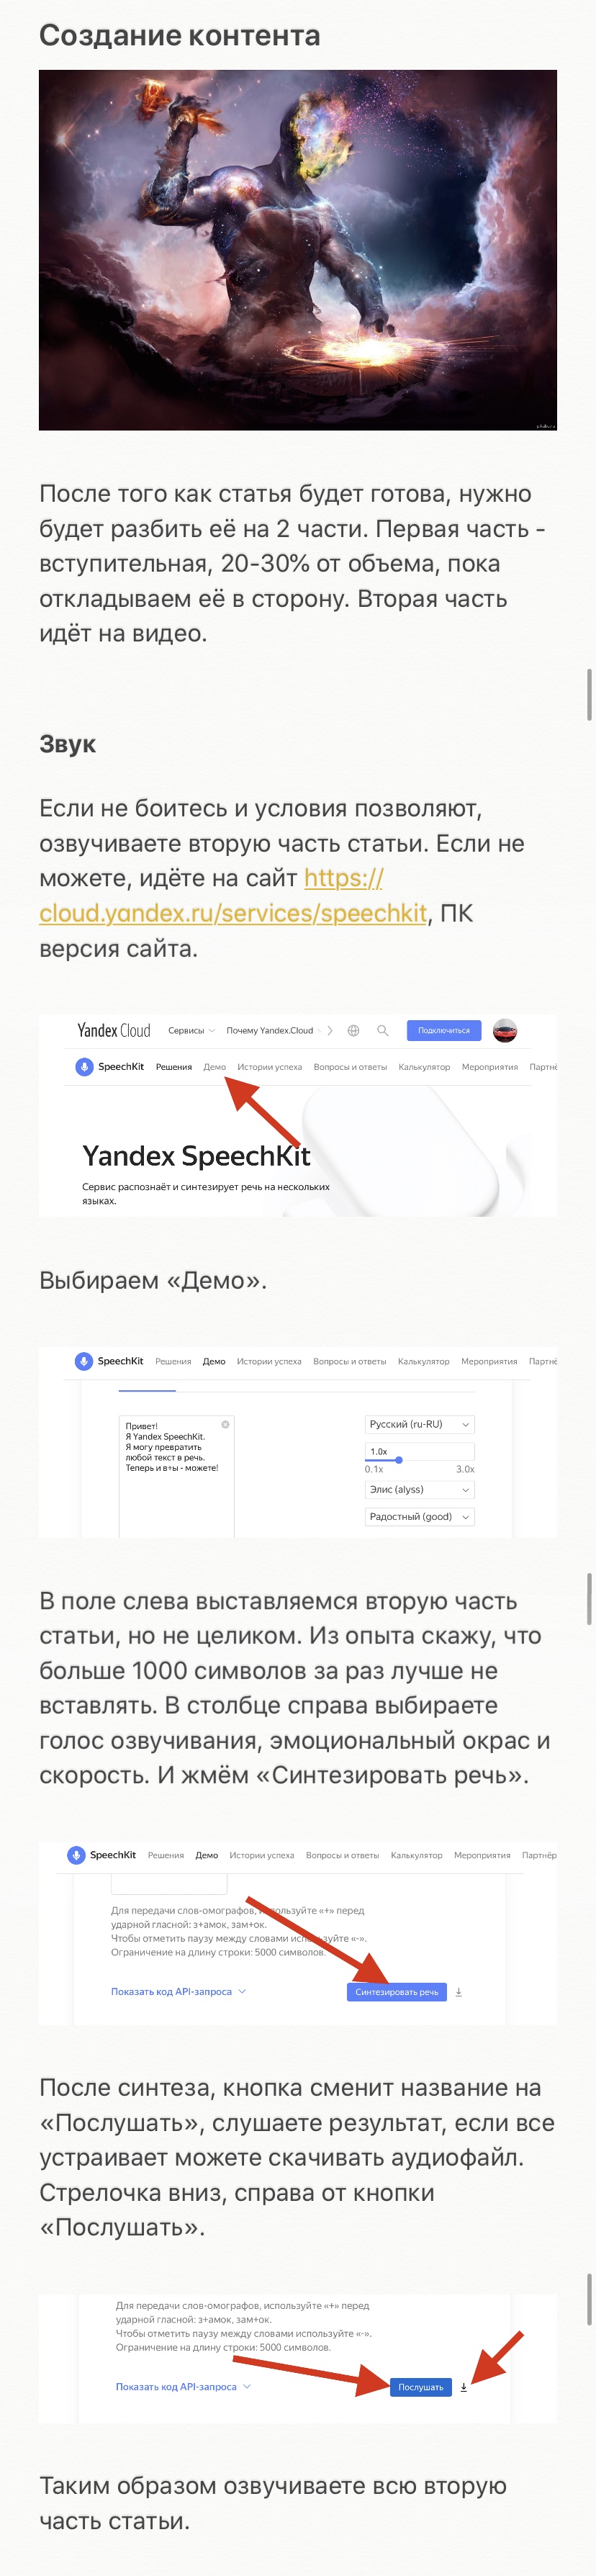 Создание контента
После того как статья будет готова, нужно
будет разбить её на 2 части. Первая часть -
вступительная, 20-30% от объема, пока
откладываем её в сторону. Вторая часть
идёт на видео.
Звук
Если не боитесь и условия позволяют,
озвучиваете вторую часть статьи. Если не
можете, идёте на сайт https://
cloud.yandex.ru/services/speechkit, ПК
версия сайта.
Yandex Cloud Сервисы Почему Yandex.Cloud Подключиться
SpeechKit Решения Демо Истории успеха Вопросы и ответы Калькулятор Мероприятия Партнё
Yandex SpeechKit
Сервис распознаёт и синтезирует речь на нескольких
языках.
Выбираем «Демо».
SpeechKit Решения Демо Истории успеха Вопросы и ответы Калькулятор Мероприятия Партнё
Привет!
Я Yandex SpeechKit.
Я могу превратить
любой текст в речь.
Теперь и в+ы - можете!
Русский (ru-RU)
1.0x
0.1x 3.0x
Элис (alyss)
Радостный (good)
В поле слева выставляемся вторую часть
статьи, но не целиком. Из опыта скажу, что
больше 1000 символов за раз лучше не
вставлять. В столбце справа выбираете
голос озвучивания, эмоциональный окрас и
скорость. И жмём «Синтезировать речь».
SpeechKit Решения Демо Истории успеха Вопросы и ответы Калькулятор Мероприятия Партнёр
Для передачи слов-омографов, используйте «+» перед
ударной гласной: з+амок, зам+ок.
Чтобы отметить паузу между словами используйте «-».
Ограничение на длину строки: 5000 символов.
Показать код API-запроса Синтезировать речь
После синтеза, кнопка сменит название на
«Послушать», слушаете результат, если все
устраивает можете скачивать аудиофайл.
Стрелочка вниз, справа от кнопки
«Послушать».
Для передачи слов-омографов, используйте «+» перед
ударной гласной: з+амок, зам+ок.
Чтобы отметить паузу между словами используйте «-».
Ограничение на длину строки: 5000 символов.
Показать код API-запроса Послушать
Таким образом озвучиваете всю вторую
часть статьи.